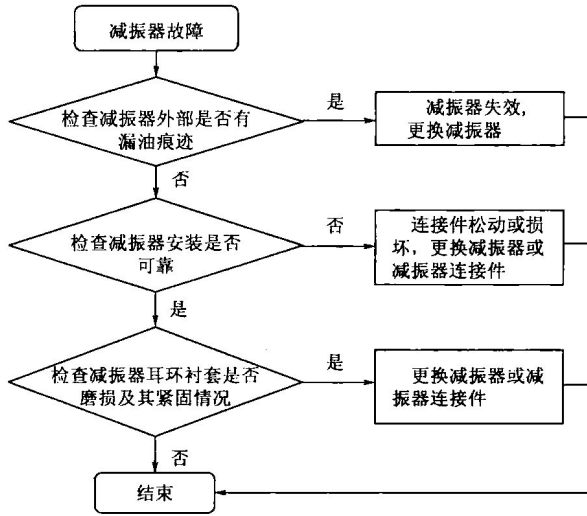 减振器故障
检查减振器外部是否有
漏油痕迹
是
减振器失效，
更换减振器
否
检查减振器安装是否
可靠
否
连接件松动或损
坏，更换减振器或
减振器连接件
是
检查减振器耳环衬套是否
磨损及其紧固情况
是
更换减振器或减
振器连接件
否
结束